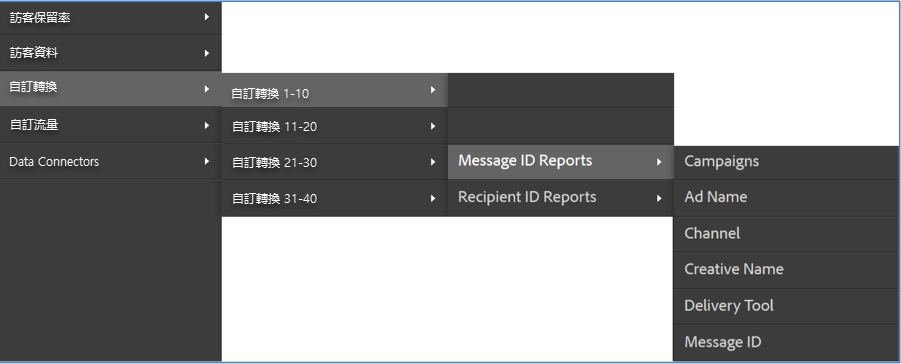 訪客保留率
訪客資料
自訂轉換
自訂流量
Data Connectors
自訂轉換 1-10
自訂轉換 11-20
自訂轉換 21-30
自訂轉換 31-40
Message ID Reports
Recipient ID Reports
Campaigns
Ad Name
Channel
Creative Name
Delivery Tool
Message ID